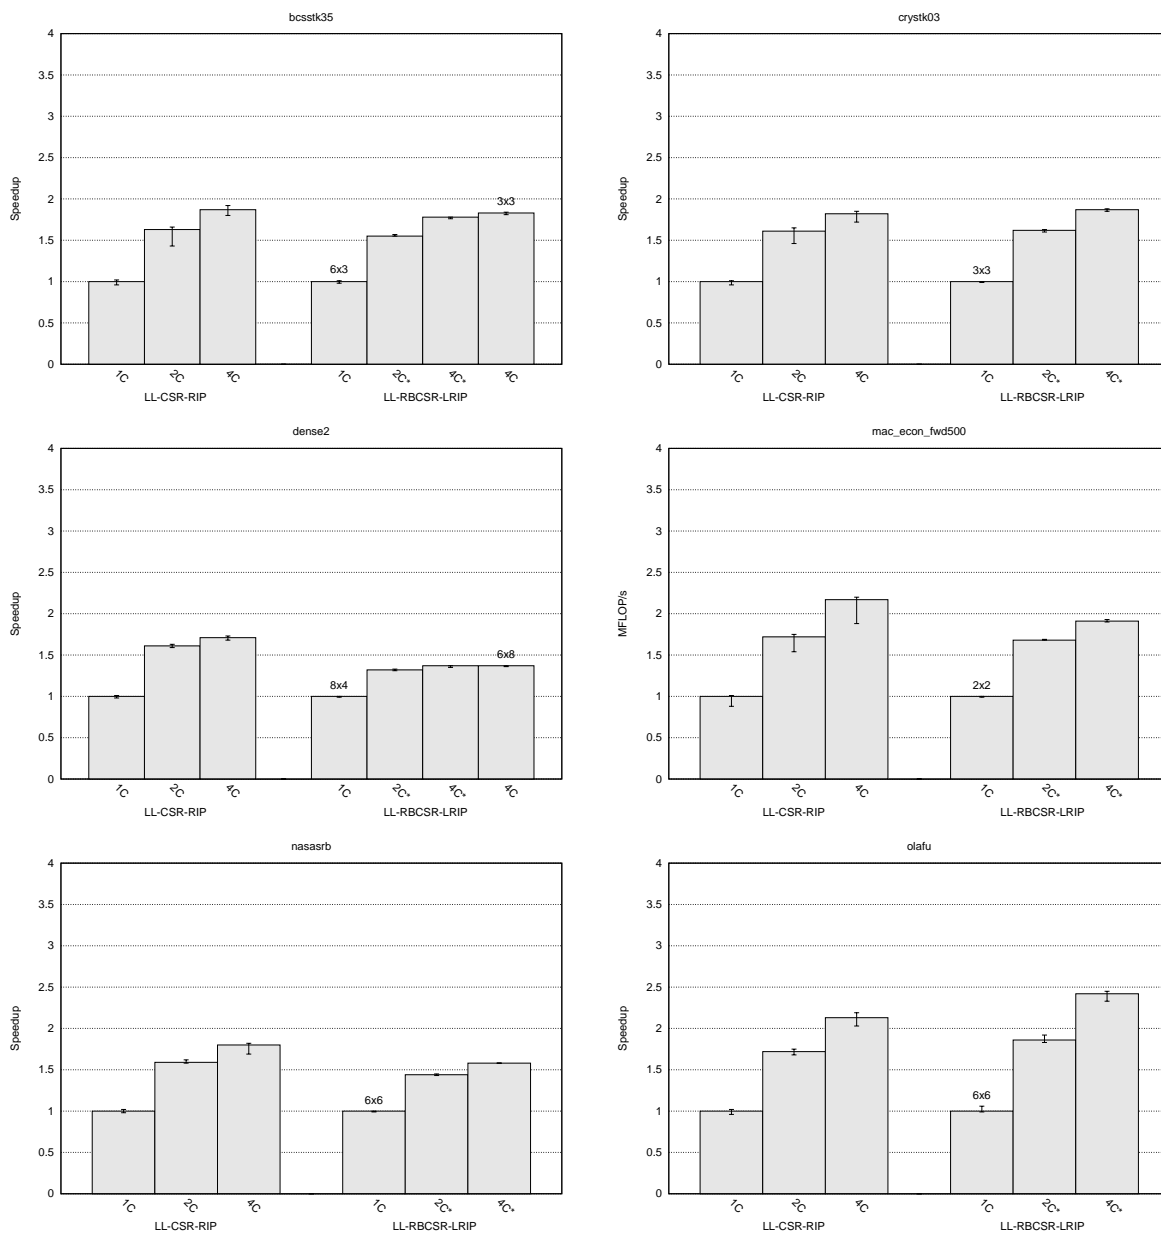 bcsstk35
4
3.5
3
2.5
2
1.5
1
0.5
0
Speedup
3x3
6x3
1C 2C 4C 1C 2C* 4C* 4C
LL-CSR-RIP LL-RBCSR-LRIP
crystk03
4
3.5
3
2.5
2
1.5
1
0.5
0
Speedup
3x3
1C 2C 4C 1C 2C* 4C*
LL-CSR-RIP LL-RBCSR-LRIP
dense2
4
3.5
3
2.5
2
1.5
1
0.5
0
Speedup
6x8
8x4
1C 2C 4C 1C 2C* 4C* 4C
LL-CSR-RIP LL-RBCSR-LRIP
mac_econ_fwd500
4
3.5
3
2.5
2
1.5
1
0.5
0
MFLOP/s
2x2
1C 2C 4C 1C 2C* 4C*
LL-CSR-RIP LL-RBCSR-LRIP
nasasrb
4
3.5
3
2.5
2
1.5
1
0.5
0
Speedup
6x6
1C 2C 4C 1C 2C* 4C*
LL-CSR-RIP LL-RBCSR-LRIP
olafu
4
3.5
3
2.5
2
1.5
1
0.5
0
Speedup
6x6
1C 2C 4C 1C 2C* 4C*
LL-CSR-RIP LL-RBCSR-LRIP